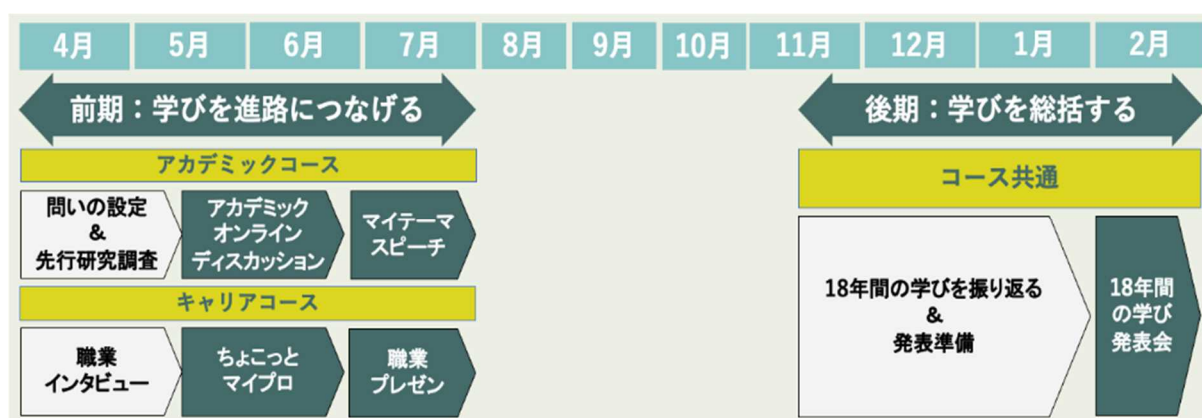 4月 5月 6月 7月 8月 9月 10月 11月 12月 1月 2月
前期：学びを進路につなげる
後期：学びを総括する
アカデミックコース
コース共通
問いの設定
&
先行研究調査
アカデミック
オンライン
ディスカッション
マイテーマ
スピーチ
キャリアコース
職業
インタビュー
ちょこっと
マイプロ
職業
プレゼン
18年間の学びを振り返る
&
発表準備
18年間
の学び
発表会